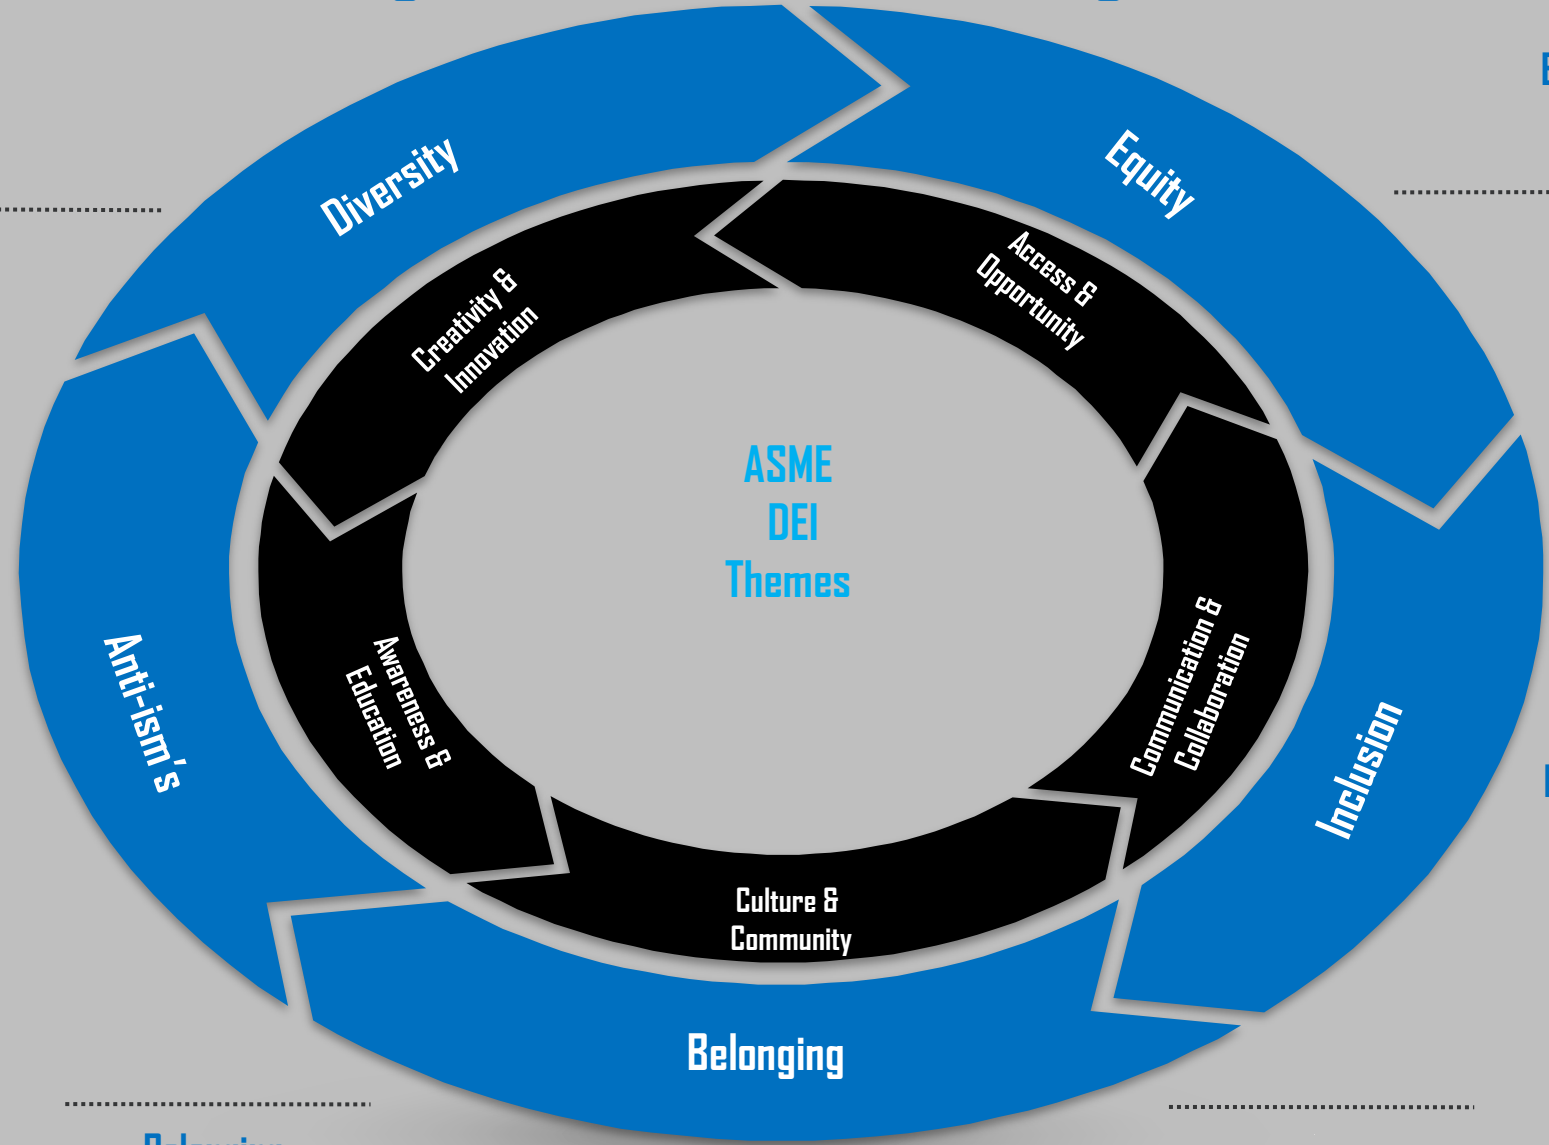 Diversity
Equity
Access &
Opportunity
Creativity &
Innovation
ASME
DEI
Themes
Anti-ism's
Awareness &
Education
Communication &
Collaboration
Inclusion
Culture &
Community
Belonging